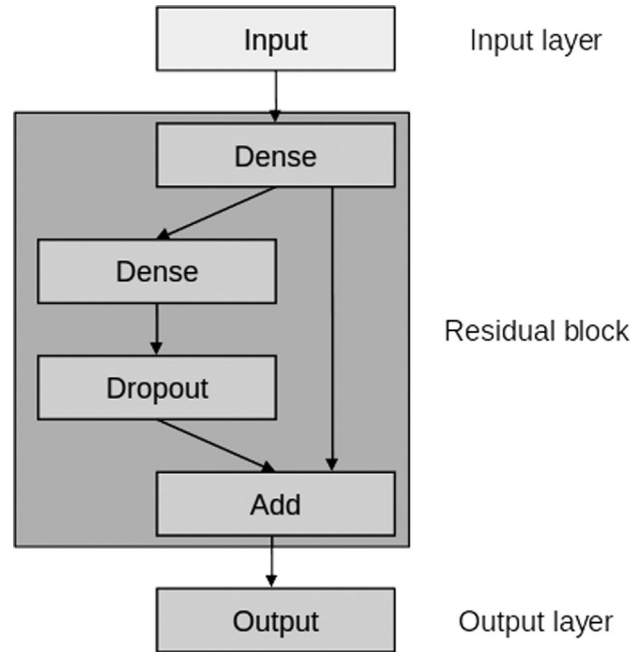 Input
Input layer
Dense
Dense
Residual block
Dropout
Add
Output
Output layer